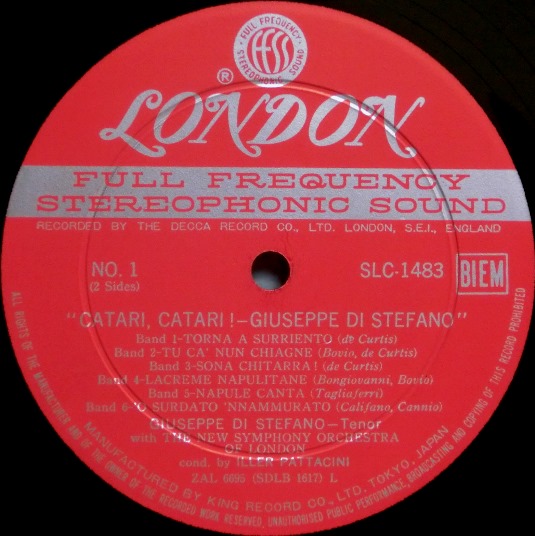 FULL FREQUENCY
ffss
STEREOPHONIC SOUND
®
LONDON
FULL FREQUENCY
STEREOPHONIC SOUND
RECORDED BY THE DECCA RECORD CO., LTD. LONDON, S.E.I., ENGLAND
NO. 1
(2 Sides)
SLC-1483
BIEM
"CATARI, CATARI!—GIUSEPPE DI STEFANO"
Band 1-TORNA A SURRIENTO (de Curtis)
Band 2-TU CA' NUN CHIAGNE (Bovio, de Curtis)
Band 3-SONA CHITARRA! (de Curtis)
Band 4-LACREME NAPULITANE (Bongiovanni, Bovio)
Band 5-NAPULE CANTA (Tagliaferri)
Band 6-'O SURDATO 'NNAMMURATO (Califano, Cannio)
GIUSEPPE DI STEFANO—Tenor
with THE NEW SYMPHONY ORCHESTRA
OF LONDON
cond. by ILLER PATTACINI
ZAL 6695 (SDLB 1617) L
MANUFACTURED BY KING RECORD CO., LTD. TOKYO, JAPAN
ALL RIGHTS OF THE MANUFACTURER AND OF THE OWNER OF THE RECORDED WORK RESERVED, UNAUTHORISED PUBLIC PERFORMANCE, BROADCASTING AND COPYING OF THIS RECORD PROHIBITED